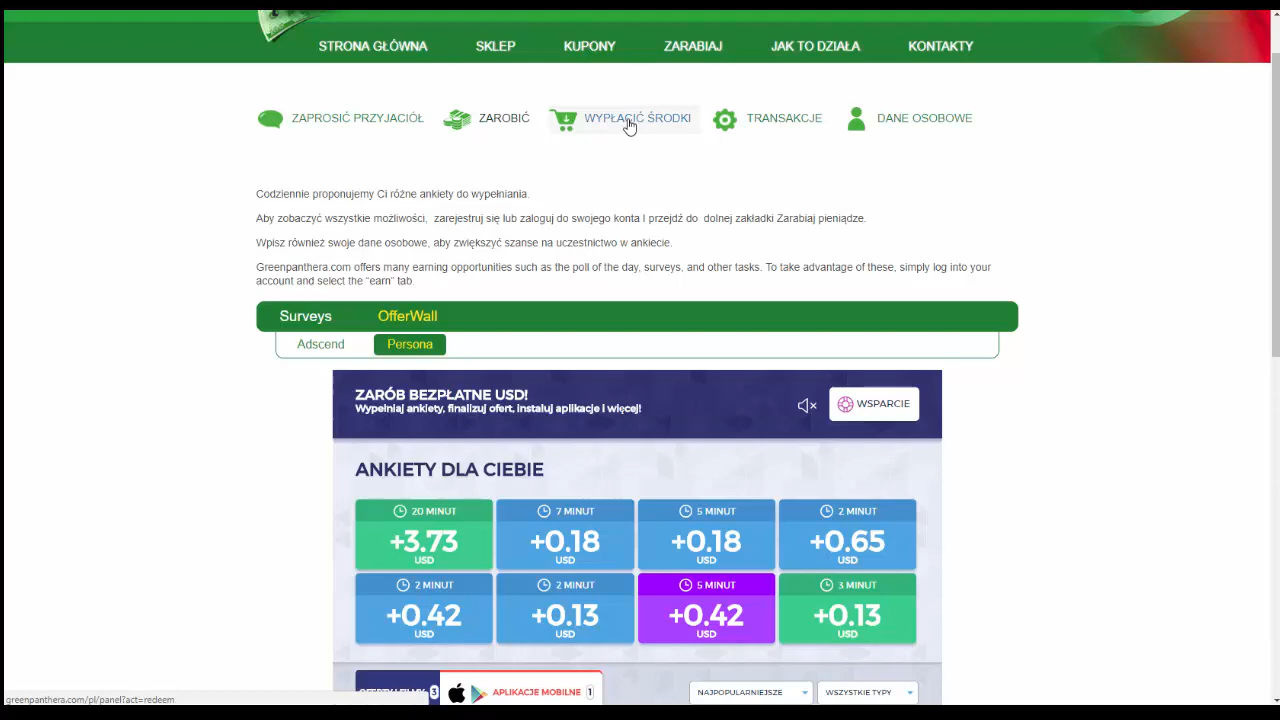 STRONA GŁÓWNA SKLEP KUPONY ZARABIAJ JAK TO DZIAŁA KONTAKTY
ZAPROSIĆ PRZYJACIÓŁ ZAROBIĆ WYPŁACIĆ ŚRODKI TRANSAKCJE DANE OSOBOWE
Codziennie proponujemy Ci różne ankiety do wypełniania.
Aby zobaczyć wszystkie możliwości, zarejestruj się lub zaloguj do swojego konta I przejdź do dolnej zakładki Zarabiaj pieniądze.
Wpisz również swoje dane osobowe, aby zwiększyć szanse na uczestnictwo w ankiecie.
Greenpanthera.com offers many earning opportunities such as the poll of the day, surveys, and other tasks. To take advantage of these, simply log into your
account and select the "earn" tab.
Surveys OfferWall
Adscend Persona
ZARÓB BEZPŁATNE USD!
Wypełniaj ankiety, finalizuj ofert, instaluj aplikacje i więcej!
WSPARCIE
ANKIETY DLA CIEBIE
20 MINUT 7 MINUT 5 MINUT 2 MINUT
+3.73 +0.18 +0.18 +0.65
USD USD USD USD
2 MINUT 2 MINUT 5 MINUT 3 MINUT
+0.42 +0.13 +0.42 +0.13
USD USD USD USD
3 APLIKACJE MOBILNE 1 NAJPOPULARNIEJSZE WSZYSTKIE TYPY
greenpanthera.com/pl/panel?act=redeem